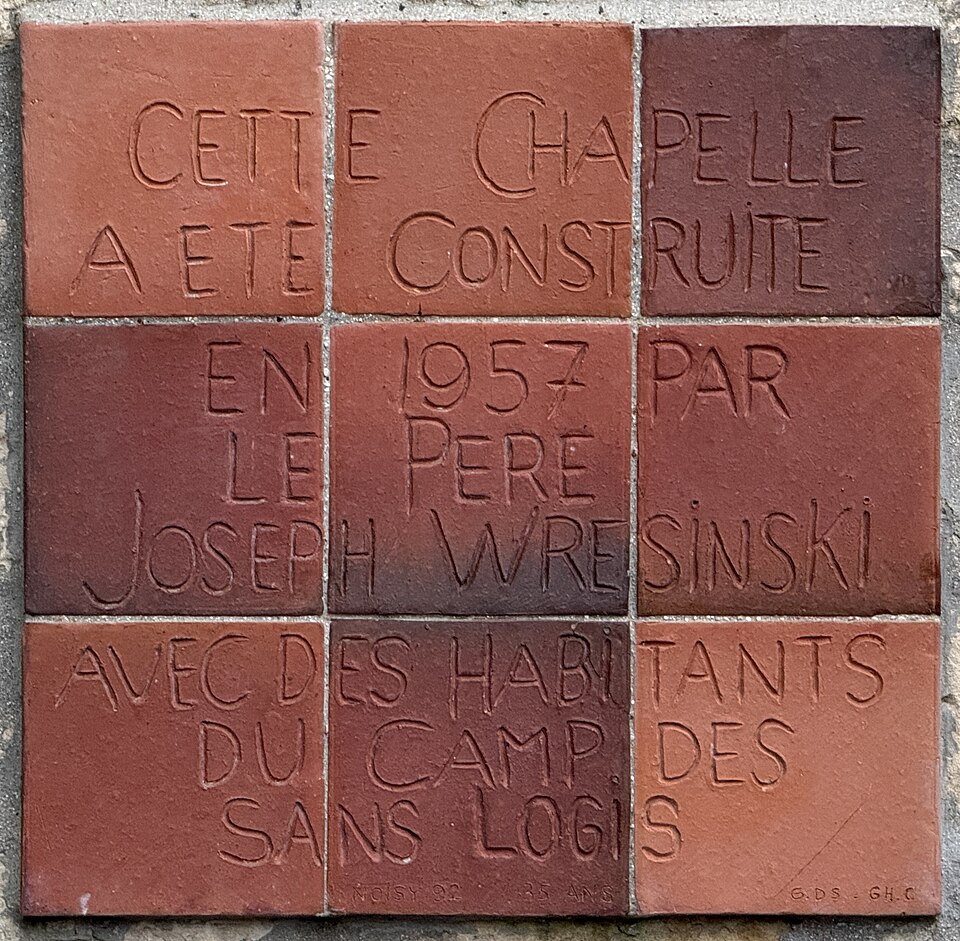 CETTE CHAPELLE
A ETE CONSTRUITE
EN 1957 PAR
LE PERE
JOSEPH WRESINSKI
AVEC DES HABITANTS
DU CAMP DES
SANS LOGIS
NOISY 92 35 ANS
G.DS. GH.C